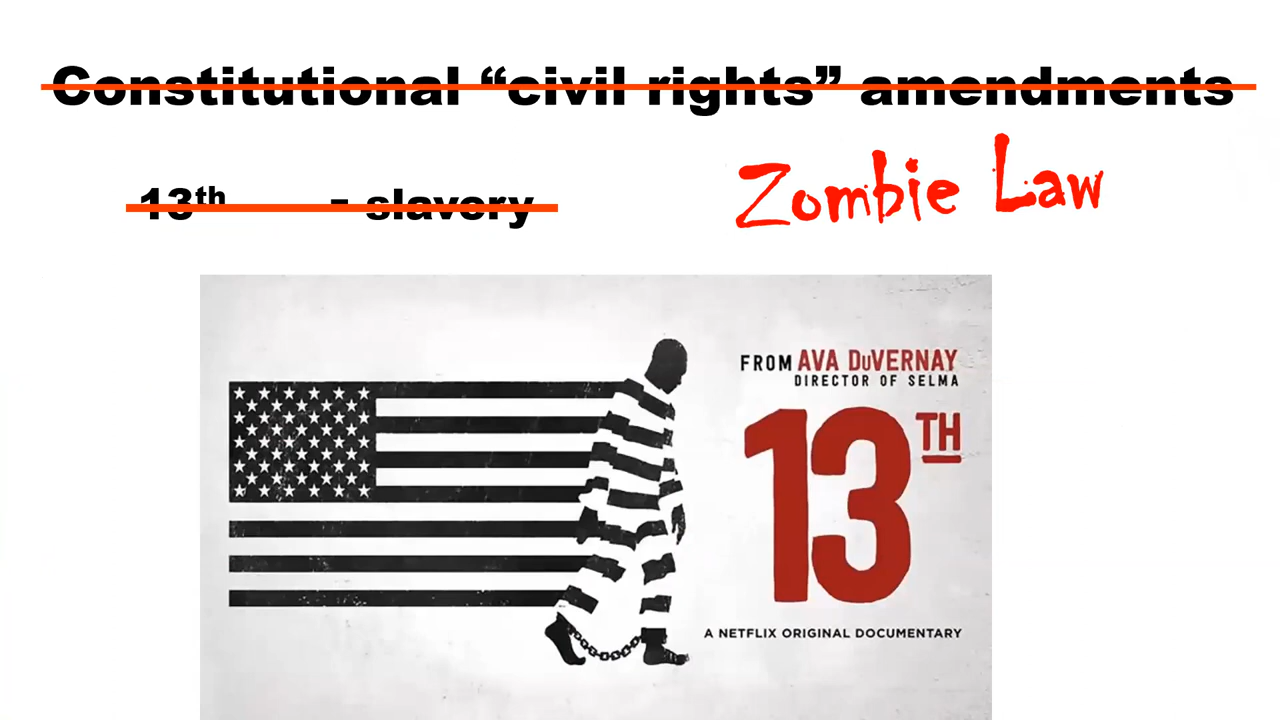 Constitutional “civil rights” amendments
13th - slavery
Zombie Law
FROM AVA DuVERNAY
DIRECTOR OF SELMA
13TH
A NETFLIX ORIGINAL DOCUMENTARY